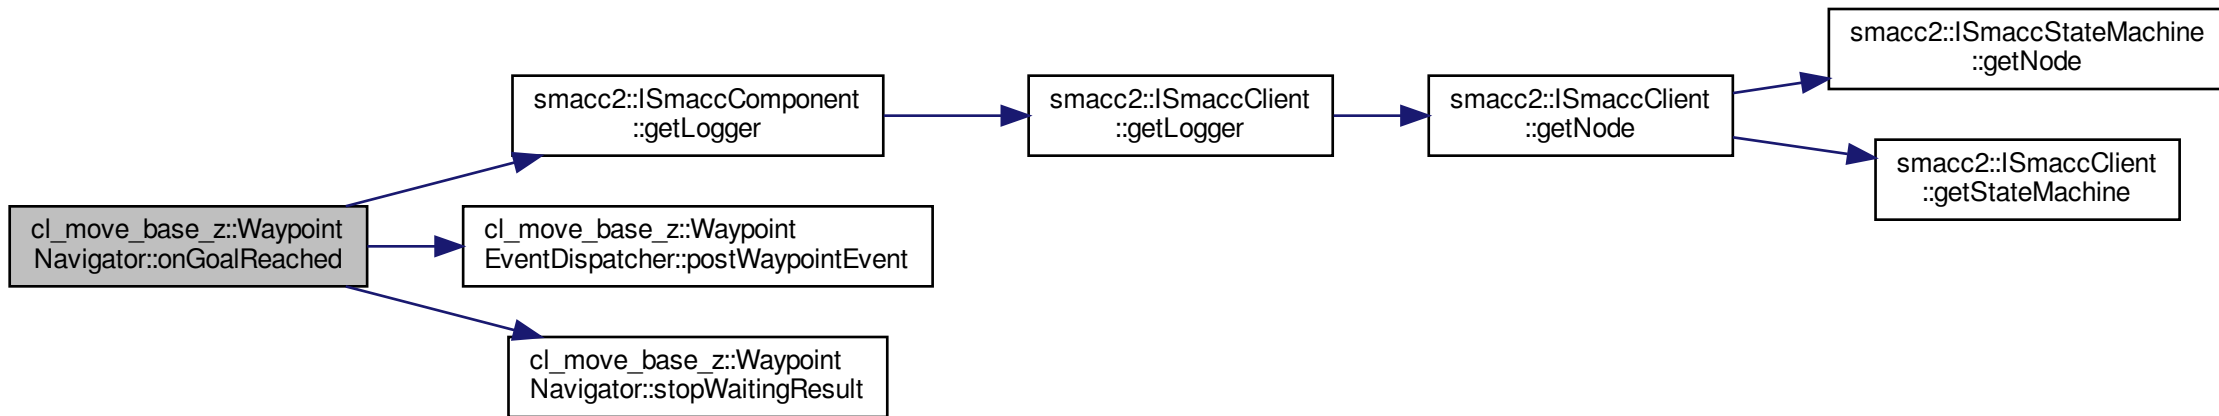 cl_move_base_z::Waypoint
Navigator::onGoalReached
smacc2::ISmaccComponent
::getLogger
smacc2::ISmaccClient
::getLogger
smacc2::ISmaccClient
::getNode
smacc2::ISmaccStateMachine
::getNode
smacc2::ISmaccClient
::getStateMachine
cl_move_base_z::Waypoint
EventDispatcher::postWaypointEvent
cl_move_base_z::Waypoint
Navigator::stopWaitingResult